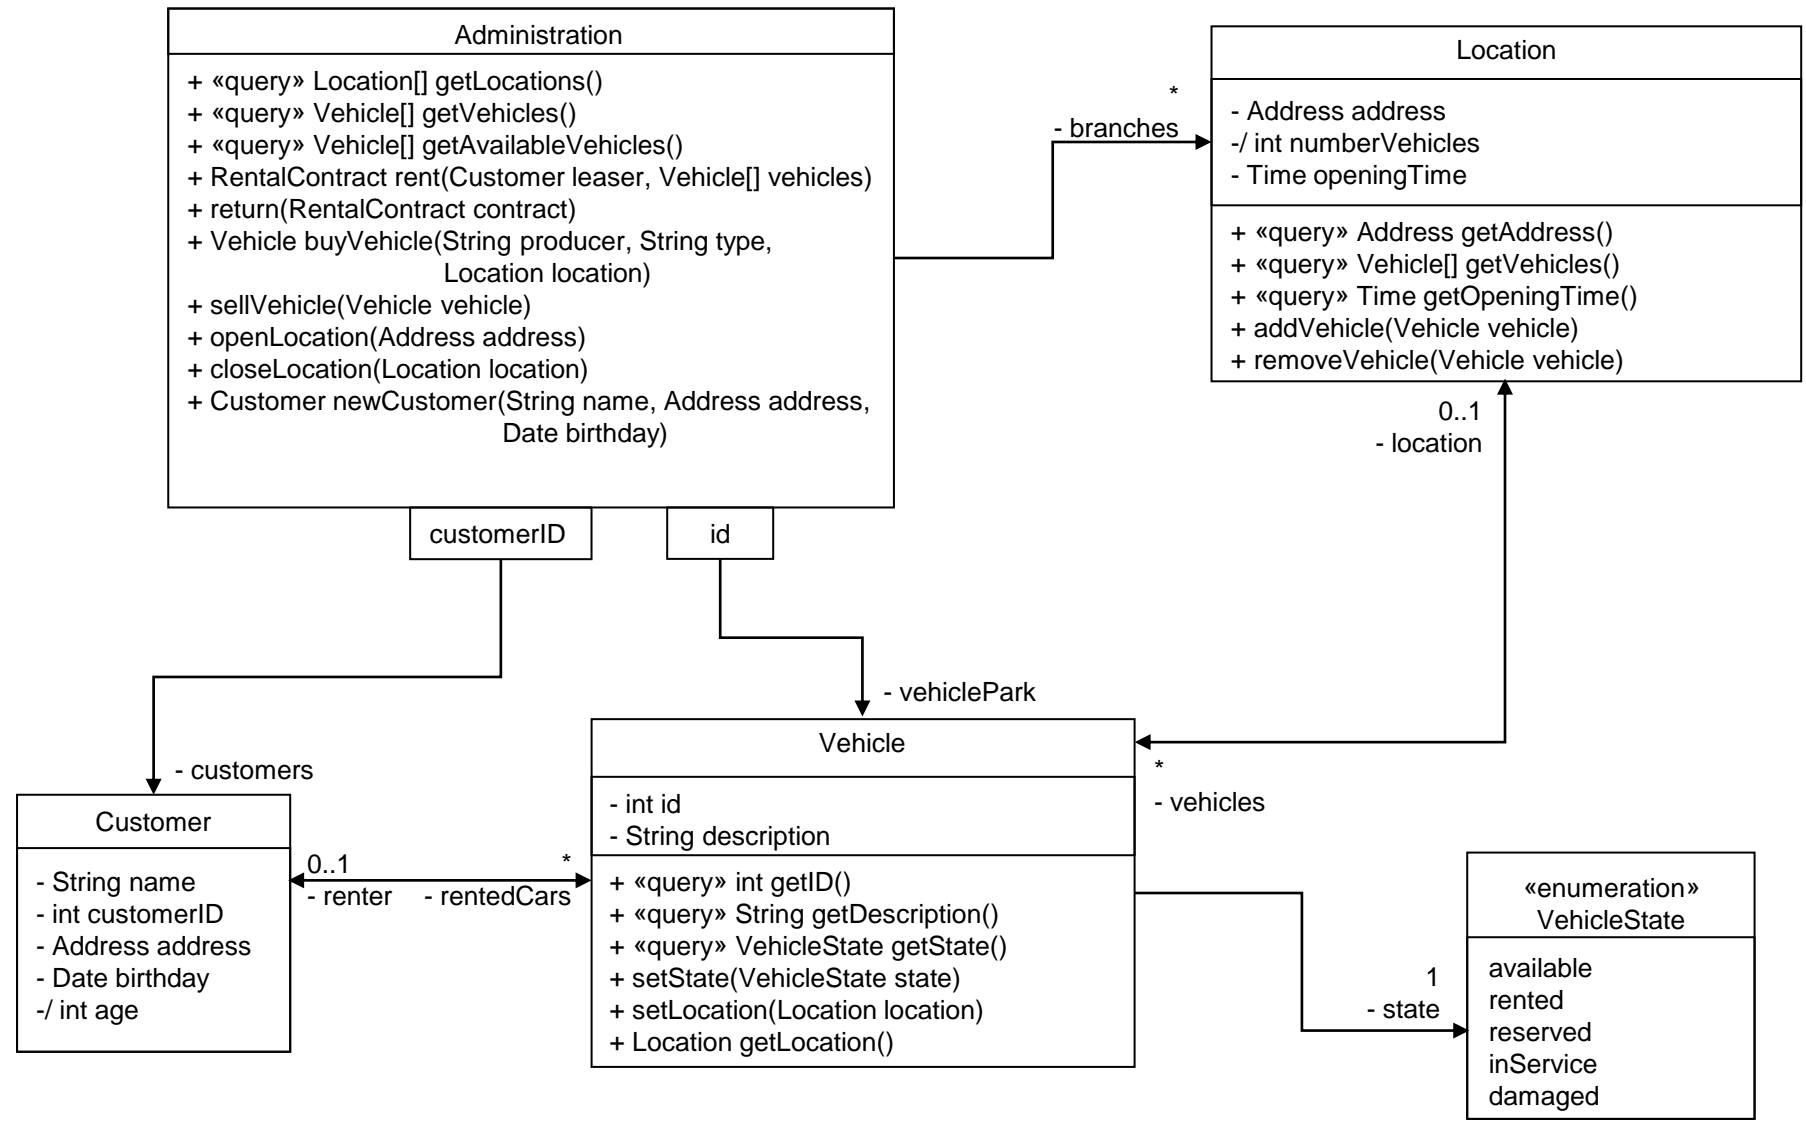 Administration
+ «query» Location[] getLocations()
+ «query» Vehicle[] getVehicles()
+ «query» Vehicle[] getAvailableVehicles()
+ RentalContract rent(Customer leaser, Vehicle[] vehicles)
+ return(RentalContract contract)
+ Vehicle buyVehicle(String producer, String type,
Location location)
+ sellVehicle(Vehicle vehicle)
+ openLocation(Address address)
+ closeLocation(Location location)
+ Customer newCustomer(String name, Address address,
Date birthday)
customerID
id
*
- branches
Location
- Address address
-/ int numberVehicles
- Time openingTime
+ «query» Address getAddress()
+ «query» Vehicle[] getVehicles()
+ «query» Time getOpeningTime()
+ addVehicle(Vehicle vehicle)
+ removeVehicle(Vehicle vehicle)
0..1
- location
- vehiclePark
- customers
Customer
- String name
- int customerID
- Address address
- Date birthday
-/ int age
0..1
- renter
*
- rentedCars
Vehicle
- int id
- String description
+ «query» int getID()
+ «query» String getDescription()
+ «query» VehicleState getState()
+ setState(VehicleState state)
+ setLocation(Location location)
+ Location getLocation()
*
- vehicles
1
- state
«enumeration»
VehicleState
available
rented
reserved
inService
damaged